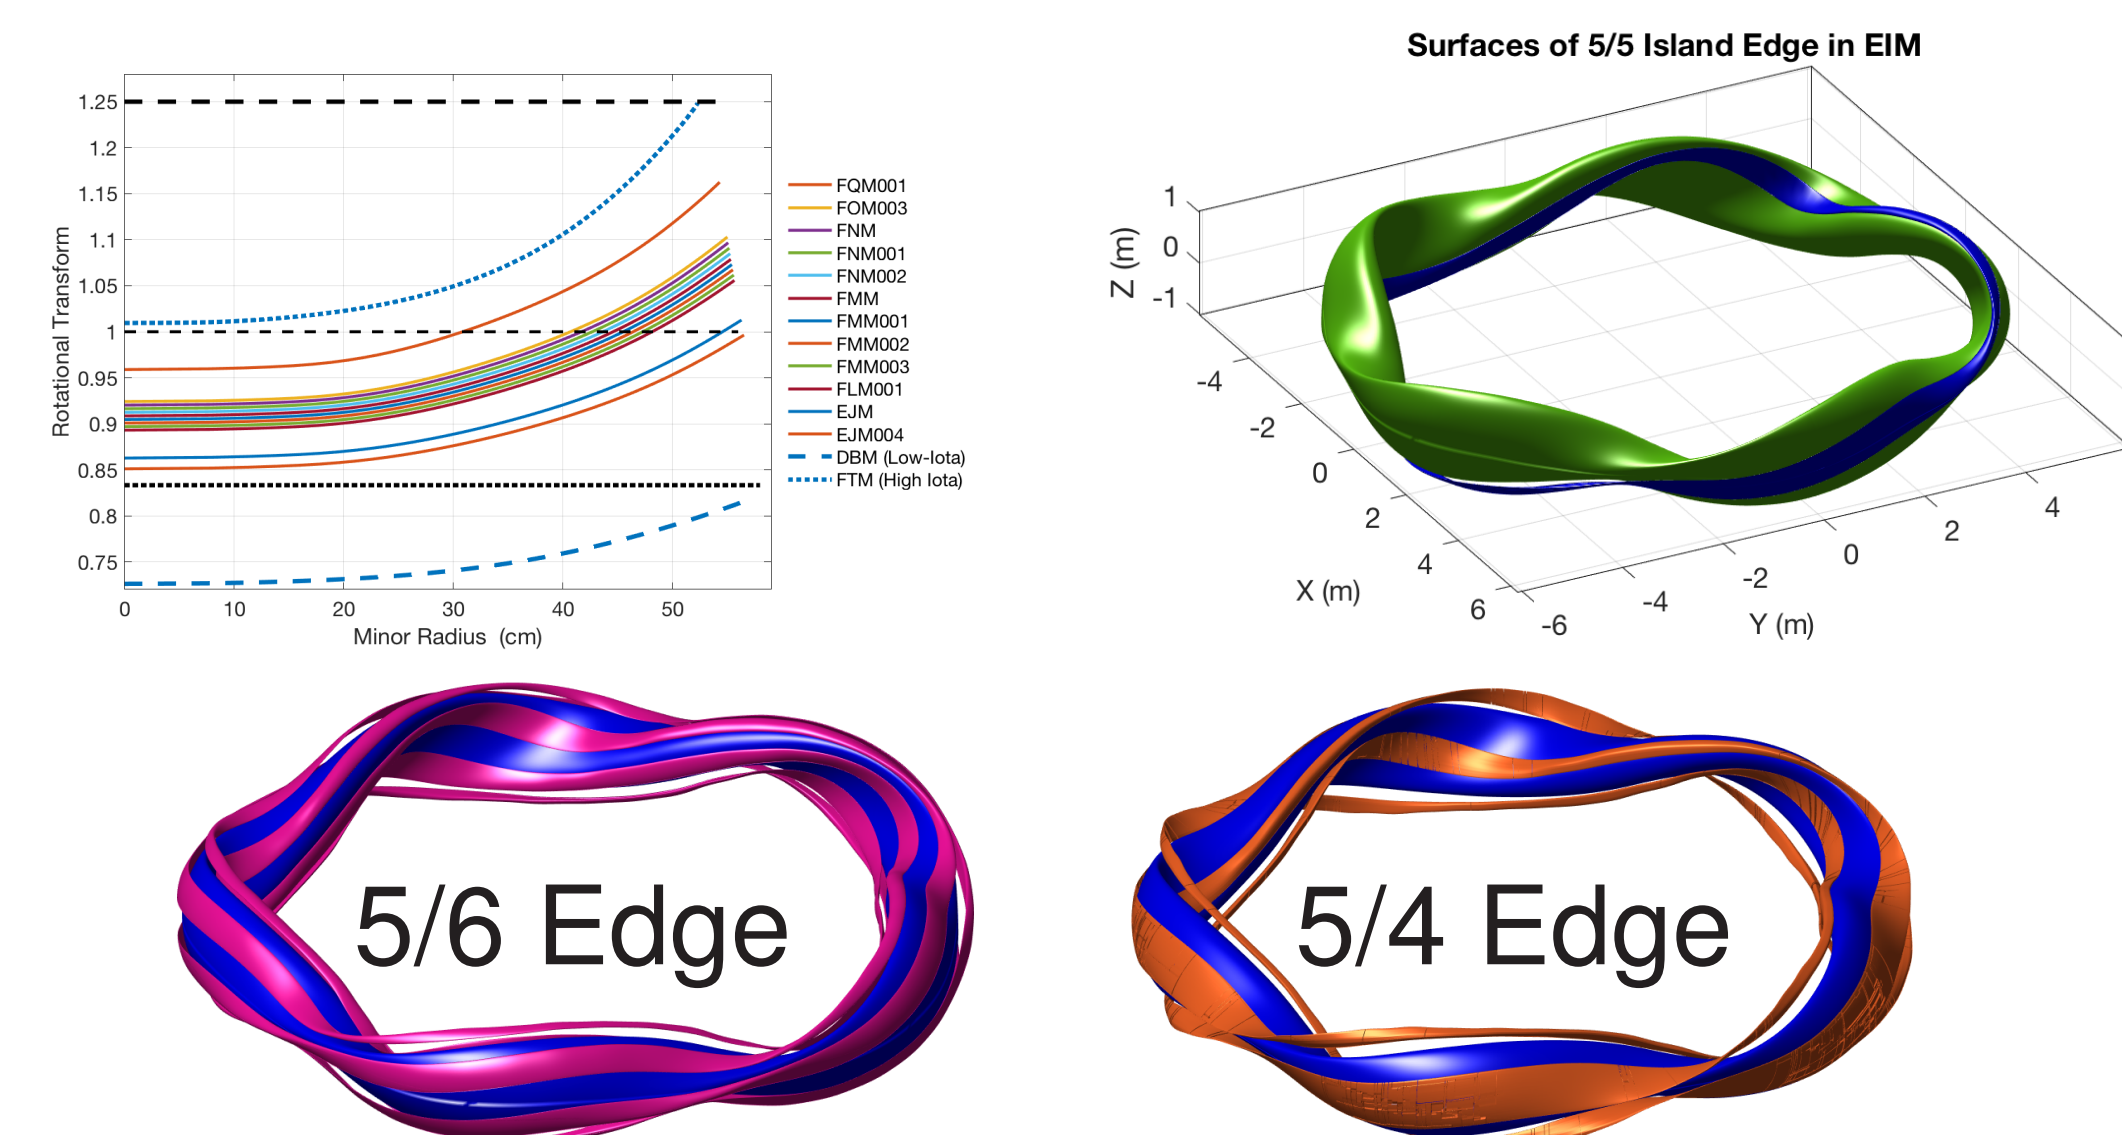 1.25
1.2
1.15
1.1
1.05
1
0.95
0.9
0.85
0.8
0.75
Rotational Transform
0 10 20 30 40 50
Minor Radius (cm)
FQM001
FOM003
FNM
FNM001
FNM002
FMM
FMM001
FMM002
FMM003
FLM001
EJM
EJM004
DBM (Low-Iota)
FTM (High Iota)
Surfaces of 5/5 Island Edge in EIM
1
0
-1
Z (m)
-4
-2
0
2
4
6
X (m)
-6
-4
-2
0
2
4
Y (m)
5/6 Edge
5/4 Edge